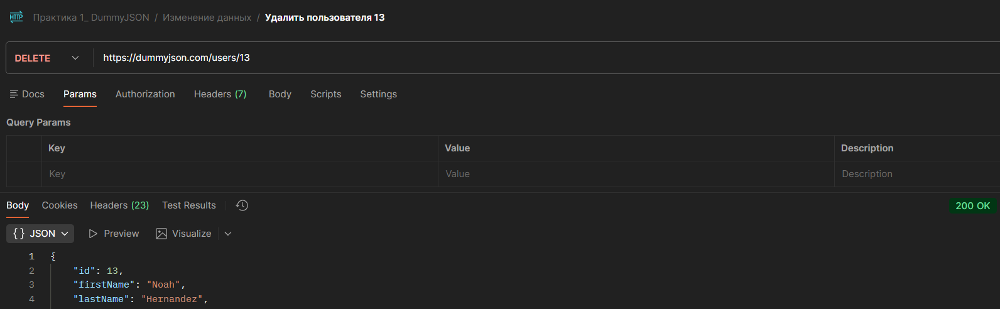 HTTP Практика 1_ DummyJSON / Изменение данных / Удалить пользователя 13
DELETE https://dummyjson.com/users/13
Docs Params Authorization Headers (7) Body Scripts Settings
Query Params
Key Value Description
Key Value Description
Body Cookies Headers (23) Test Results 200 OK
{} JSON Preview Visualize
1 {
2 "id": 13,
3 "firstName": "Noah",
4 "lastName": "Hernandez",